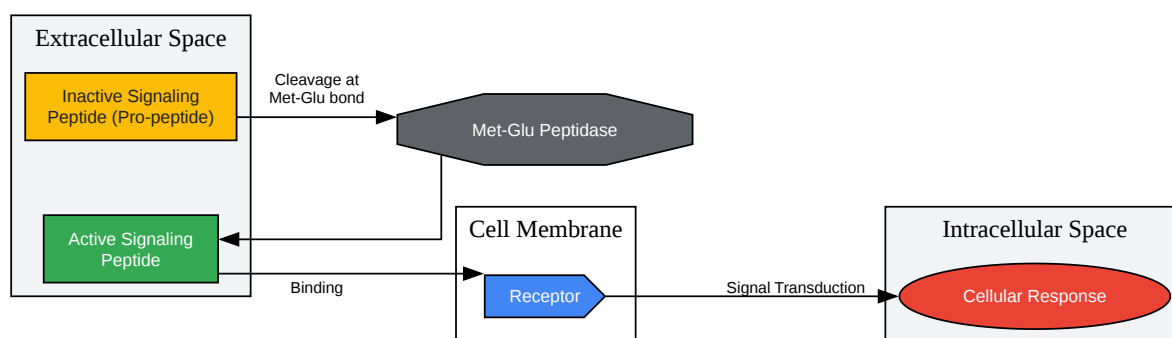 Extracellular Space
Inactive Signaling
Peptide (Pro-peptide)
Cleavage at
Met-Glu bond
Met-Glu Peptidase
Active Signaling
Peptide
Binding
Cell Membrane
Receptor
Signal Transduction
Intracellular Space
Cellular Response